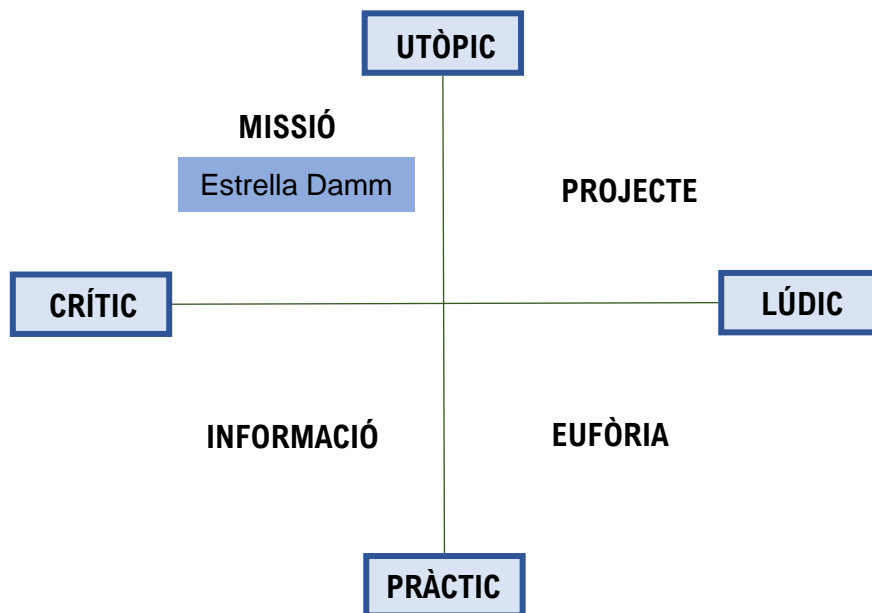 UTÒPIC
MISSIÓ
Estrella Damm
PROJECTE
CRÍTIC
LÚDIC
INFORMACIÓ
EUFÒRIA
PRÀCTIC